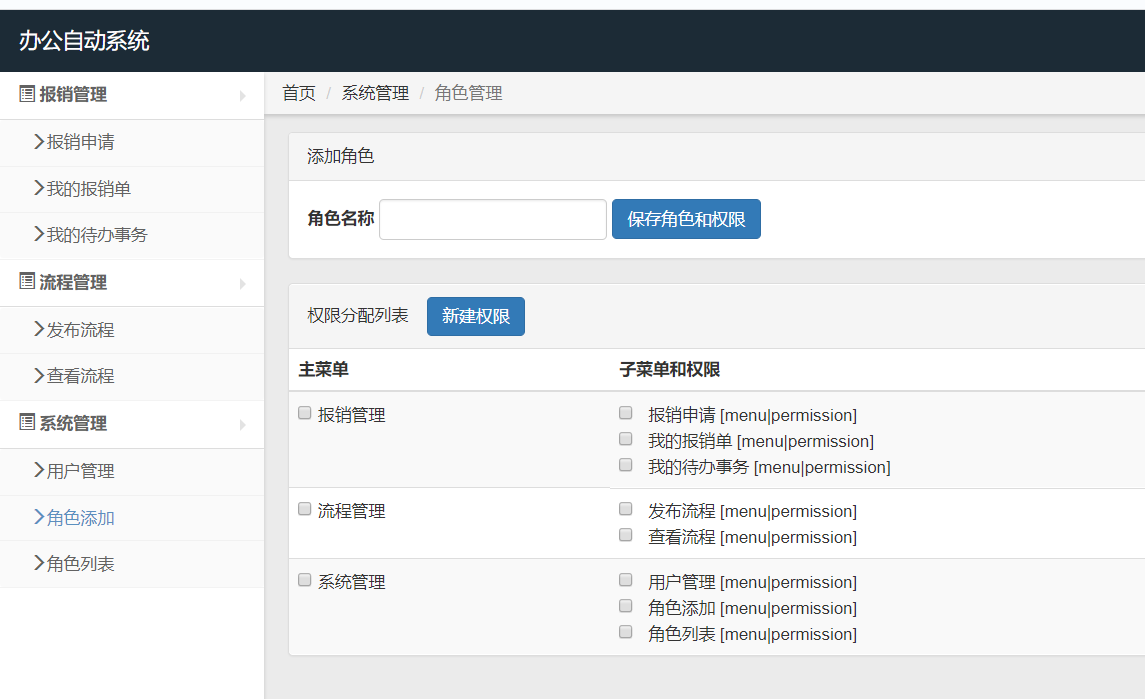 办公自动系统
报销管理
报销申请
我的报销单
我的待办事务
流程管理
发布流程
查看流程
系统管理
用户管理
角色添加
角色列表
首页 / 系统管理 / 角色管理
添加角色
角色名称 保存角色和权限
权限分配列表 新建权限
主菜单 子菜单和权限
报销管理 报销申请 [menu|permission]
我的报销单 [menu|permission]
我的待办事务 [menu|permission]
流程管理 发布流程 [menu|permission]
查看流程 [menu|permission]
系统管理 用户管理 [menu|permission]
角色添加 [menu|permission]
角色列表 [menu|permission]